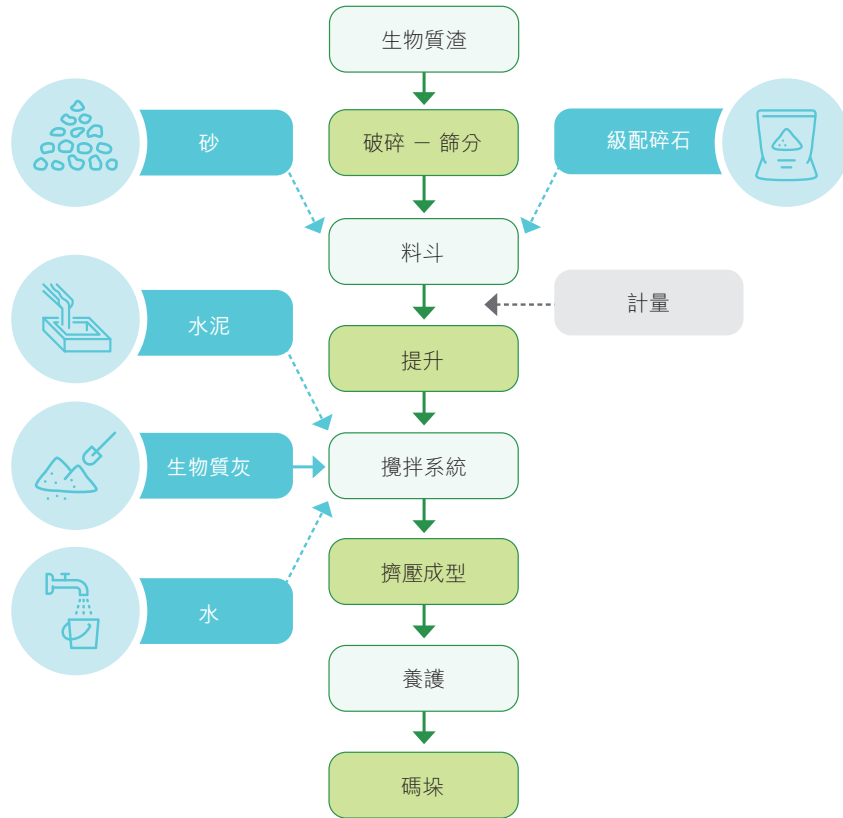 生物質渣
砂
破碎 － 篩分
級配碎石
料斗
計量
水泥
提升
生物質灰
攪拌系統
擠壓成型
水
養護
碼垛